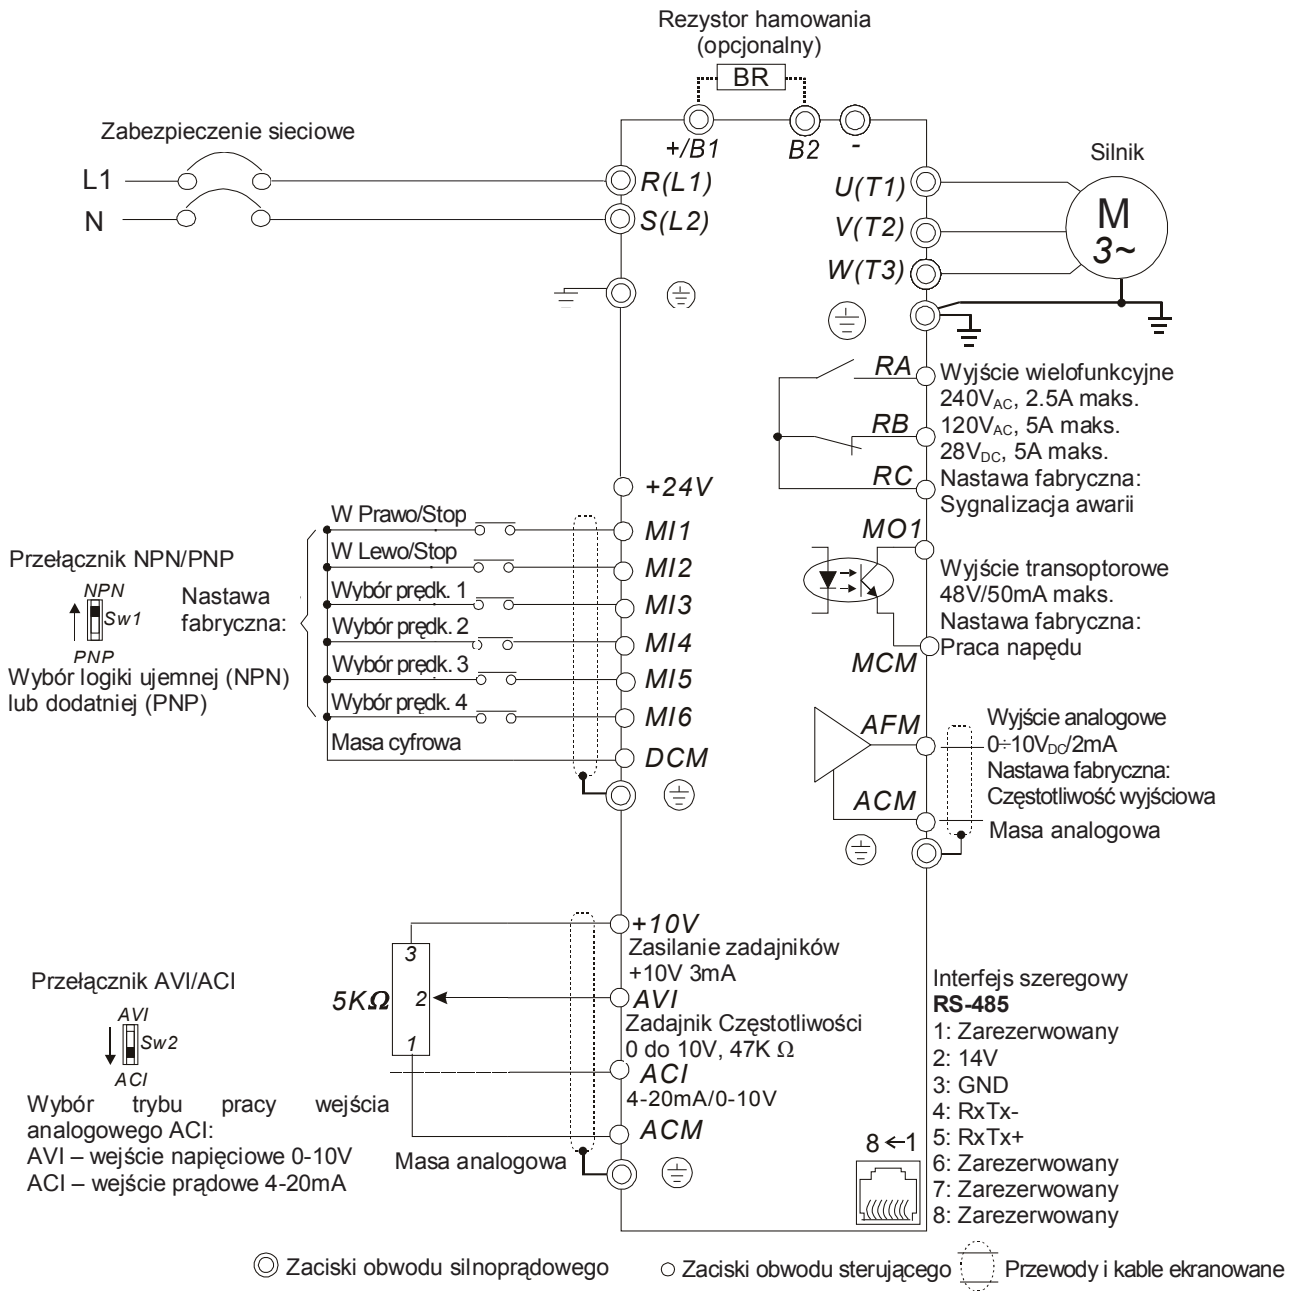 Rezystor hamowania
(opcjonalny)
BR
Zabezpieczenie sieciowe
+/B1
B2
-
Silnik
L1
R(L1)
U(T1)
N
S(L2)
V(T2)
M
3~
W(T3)
RA
Wyjście wielofunkcyjne
240VAC, 2.5A maks.
RB
120VAC, 5A maks.
28VDC, 5A maks.
RC
Nastawa fabryczna:
Sygnalizacja awarii
+24V
W Prawo/Stop
MI1
MO1
W Lewo/Stop
MI2
Wyjście transoptorowe
48V/50mA maks.
Nastawa fabryczna:
Praca napędu
MCM
Przełącznik NPN/PNP
NPN
Sw1
PNP
Wybór logiki ujemnej (NPN)
lub dodatniej (PNP)
Nastawa
fabryczna:
Wybór prędk. 1
MI3
Wybór prędk. 2
MI4
Wybór prędk. 3
MI5
Wybór prędk. 4
MI6
Masa cyfrowa
DCM
AFM
Wyjście analogowe
0÷10VDC/2mA
Nastawa fabryczna:
Częstotliwość wyjściowa
ACM
Masa analogowa
+10V
Zasilanie zadajników
+10V 3mA
3
5KΩ
2
1
AVI
Zadajnik Częstotliwości
0 do 10V, 47K Ω
ACI
4-20mA/0-10V
ACM
Masa analogowa
Przełącznik AVI/ACI
AVI
Sw2
ACI
Wybór trybu pracy wejścia
analogowego ACI:
AVI – wejście napięciowe 0-10V
ACI – wejście prądowe 4-20mA
Interfejs szeregowy
RS-485
1: Zarezerwowany
2: 14V
3: GND
4: RxTx-
5: RxTx+
6: Zarezerwowany
7: Zarezerwowany
8: Zarezerwowany
8←1
Zaciski obwodu silnoprądowego
Zaciski obwodu sterującego
Przewody i kable ekranowane